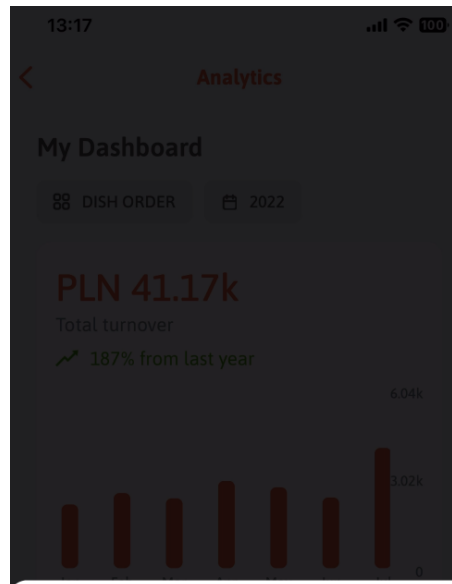 13:17
100
Analytics
My Dashboard
DISH ORDER
2022
PLN 41.17k
Total turnover
187% from last year
6.04k
3.02k
0